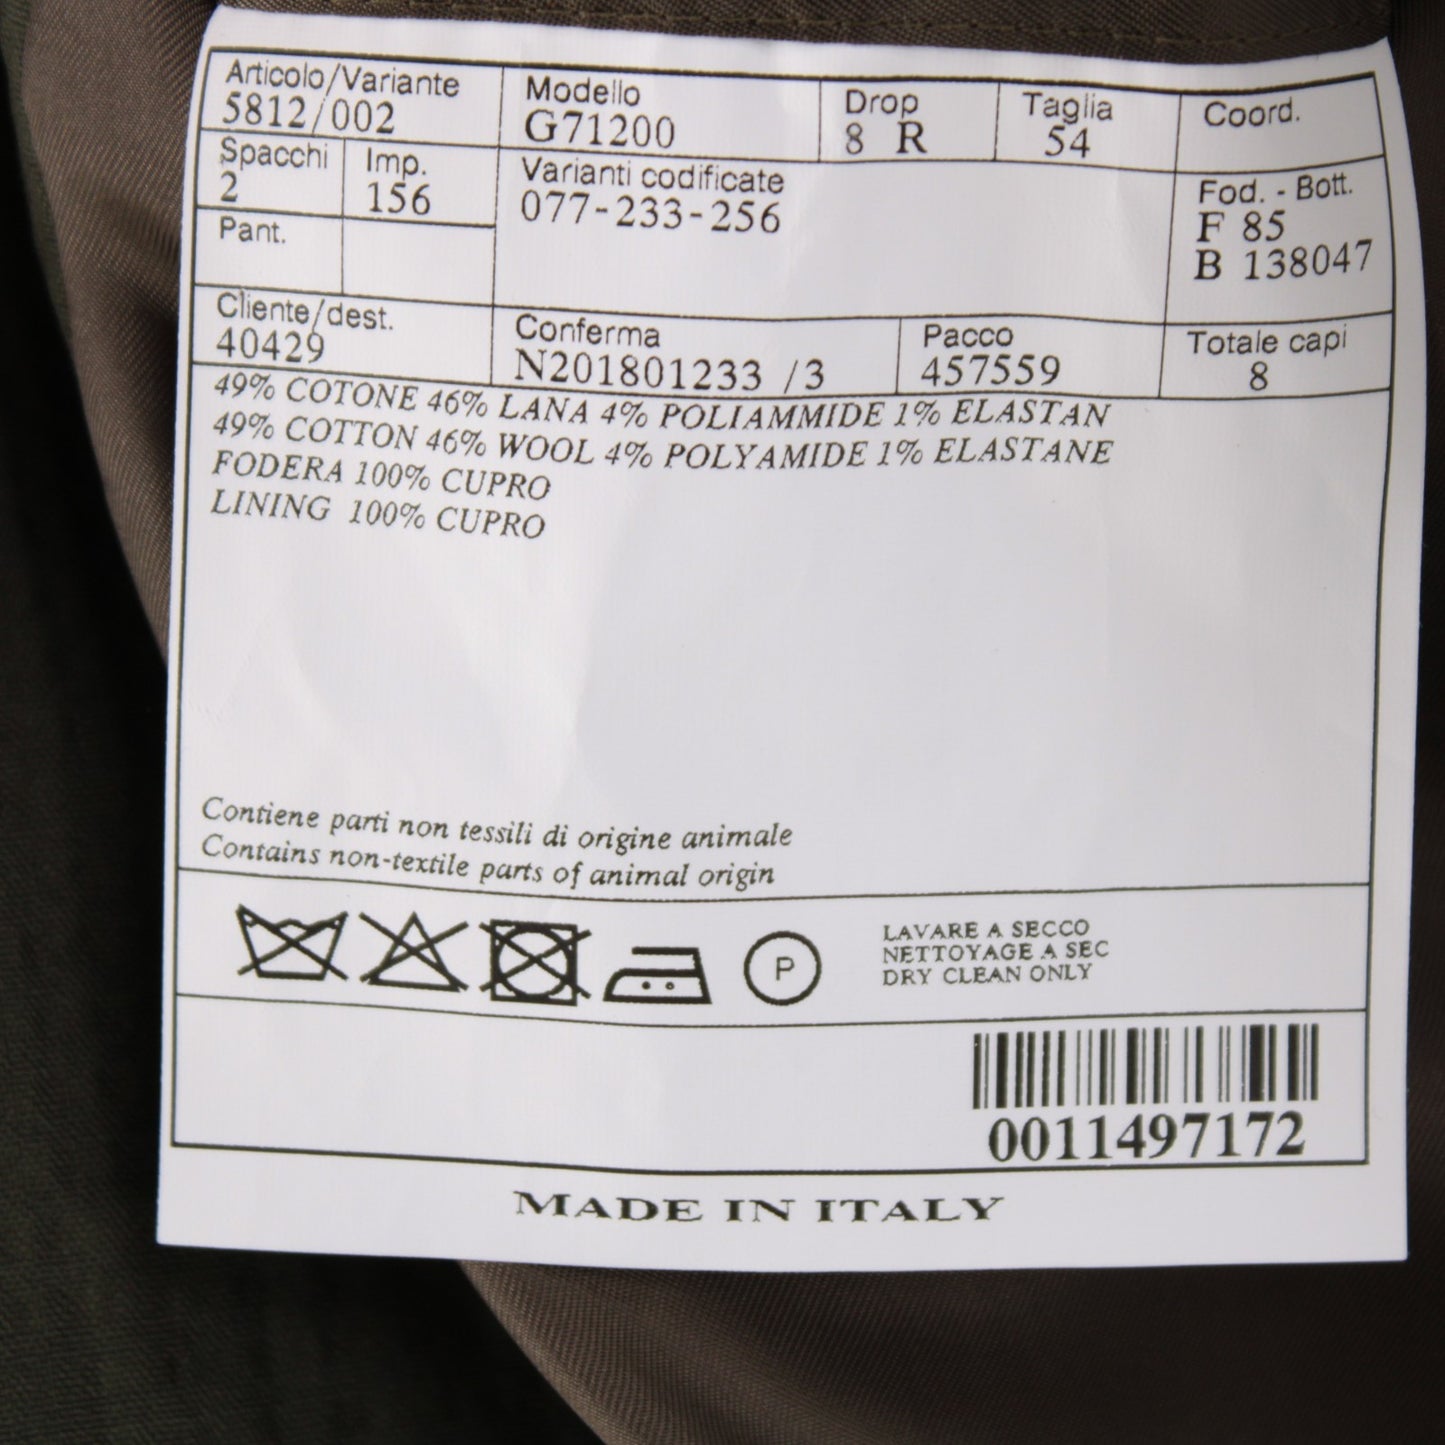 Articolo/Variante
5812/002
Modello
G71200
Drop
8 R
Taglia
54
Coord.
Spacchi
2
Imp.
156
Varianti codificate
077-233-256
Fod. - Bott.
F 85
B 138047
Pant.
Cliente/dest.
40429
Conferma
N201801233 /3
Pacco
457559
Totale capi
8
49% COTONE 46% LANA 4% POLIAMMIDE 1% ELASTAN
49% COTTON 46% WOOL 4% POLYAMIDE 1% ELASTANE
FODERA 100% CUPRO
LINING 100% CUPRO
Contiene parti non tessili di origine animale
Contains non-textile parts of animal origin
P
LAVARE A SECCO
NETTOYAGE A SEC
DRY CLEAN ONLY
0011497172
MADE IN ITALY